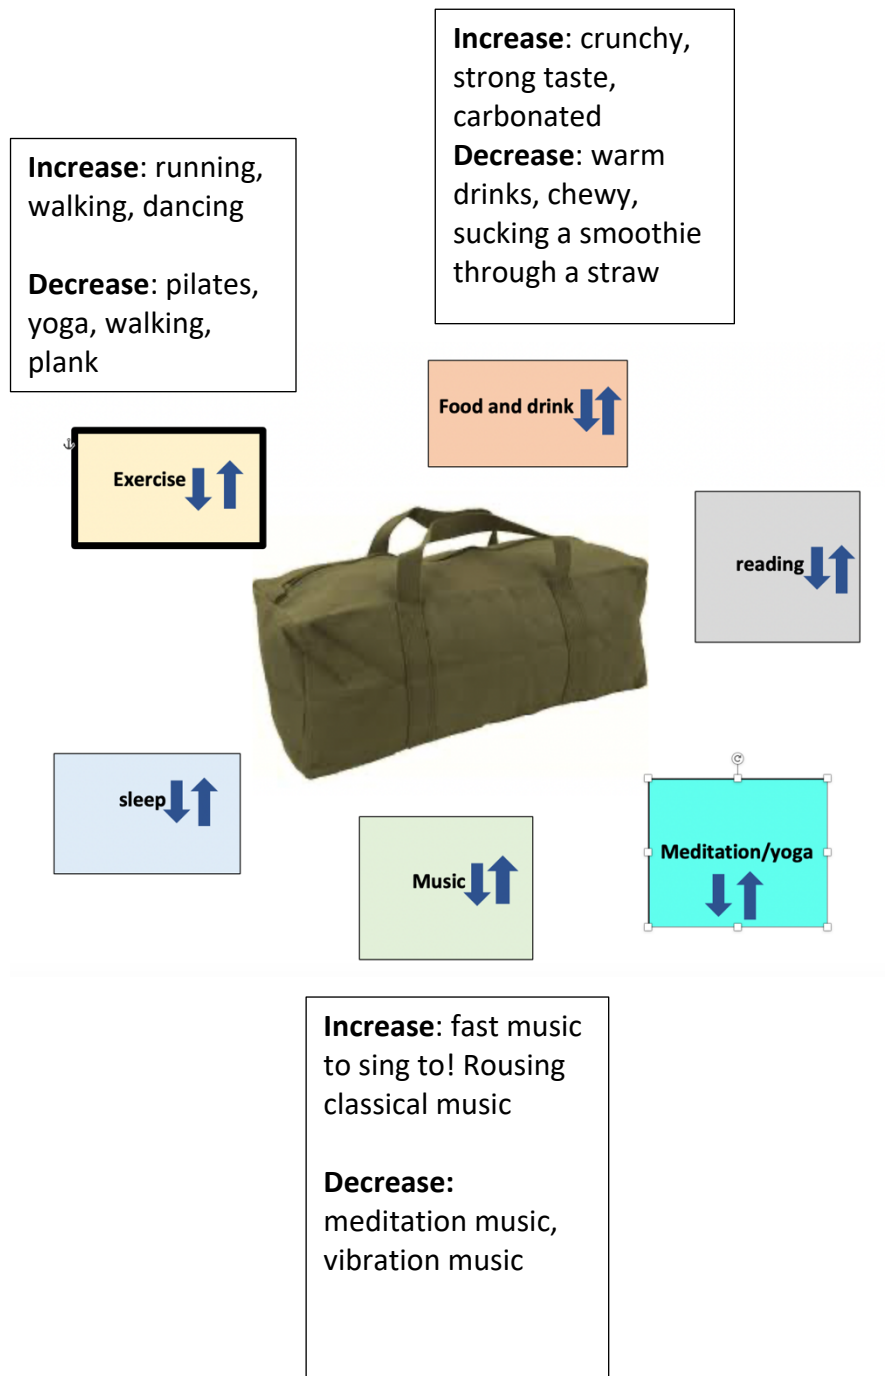 Increase: crunchy,
strong taste,
carbonated
Decrease: warm
drinks, chewy,
sucking a smoothie
through a straw
Increase: running,
walking, dancing
Decrease: pilates,
yoga, walking,
plank
Food and drink
Exercise
reading
sleep
Music
Meditation/yoga
Increase: fast music
to sing to! Rousing
classical music
Decrease:
meditation music,
vibration music